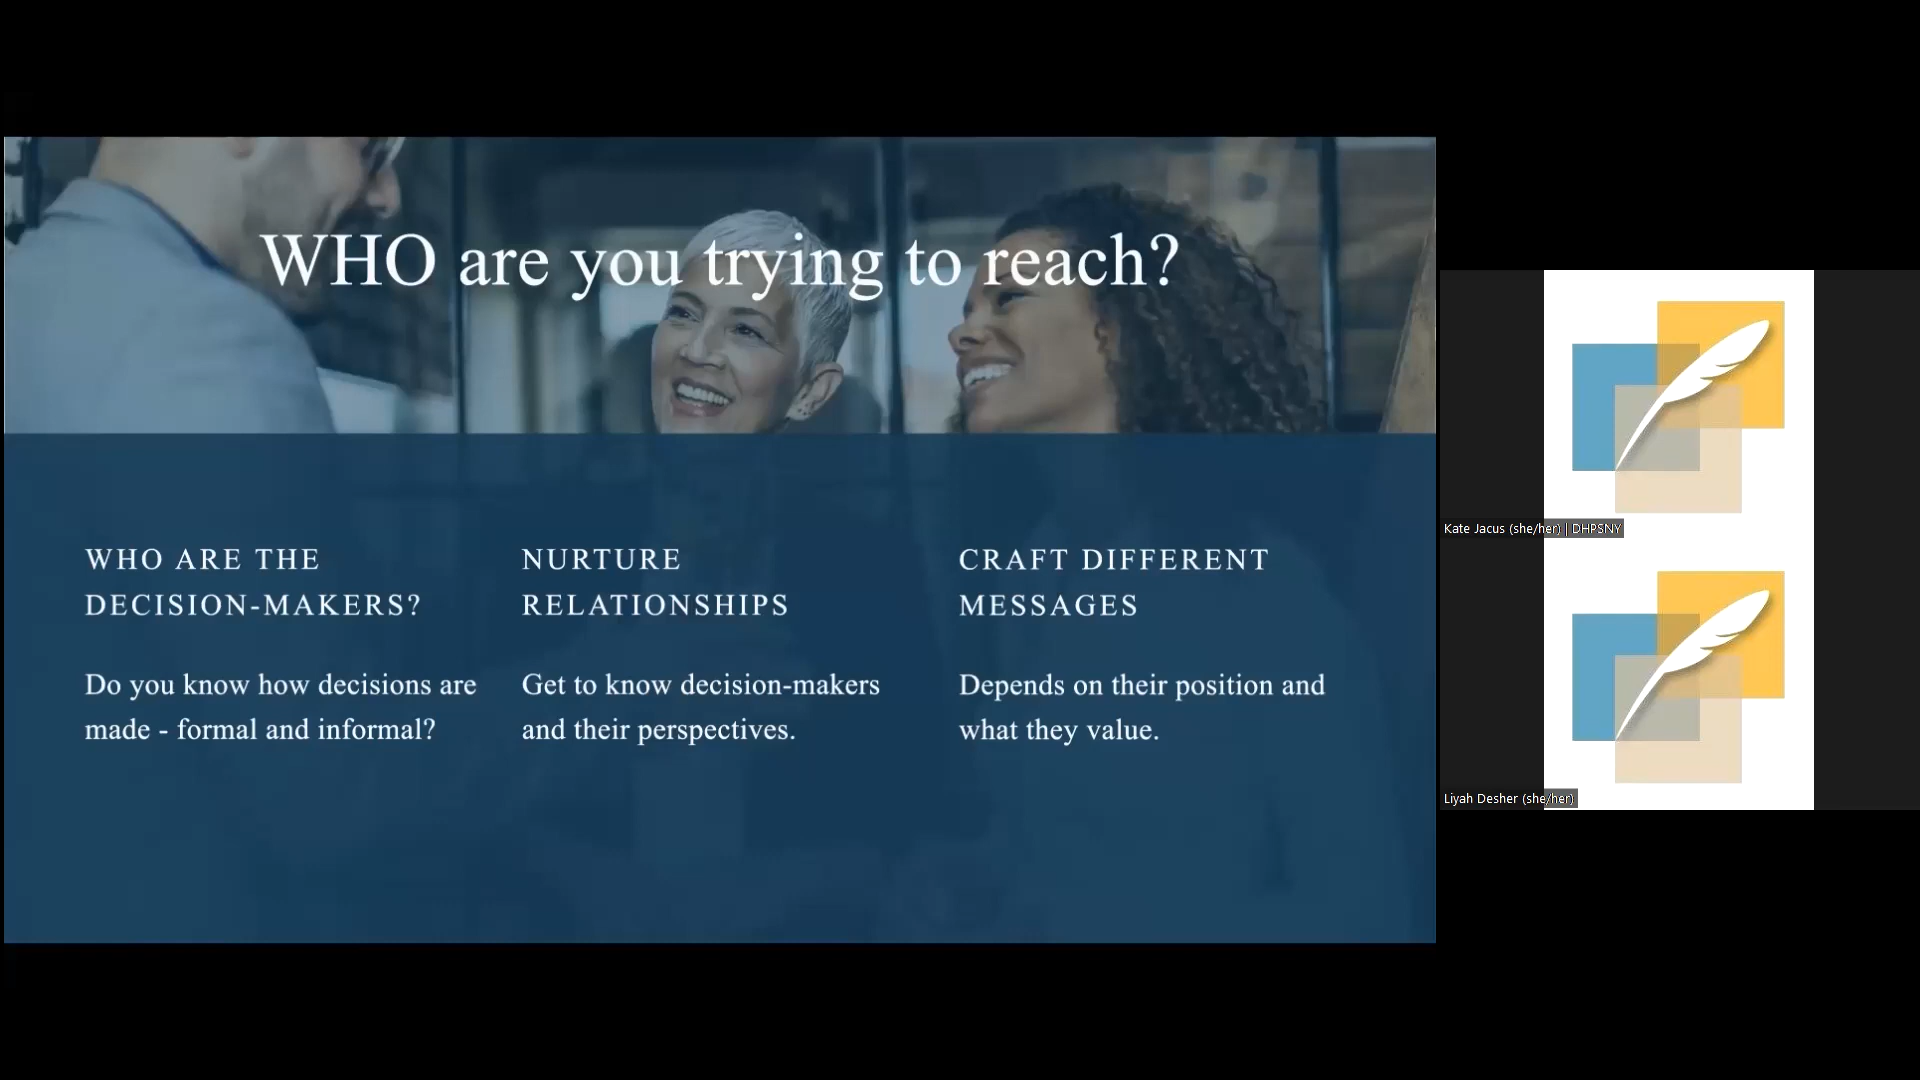 WHO are you trying to reach?
WHO ARE THE
DECISION-MAKERS?
Do you know how decisions are
made - formal and informal?
NURTURE
RELATIONSHIPS
Get to know decision-makers
and their perspectives.
CRAFT DIFFERENT
MESSAGES
Depends on their position and
what they value.
Kate Jacus (she/her) | DHPSNY
Liyah Desher (she/her)